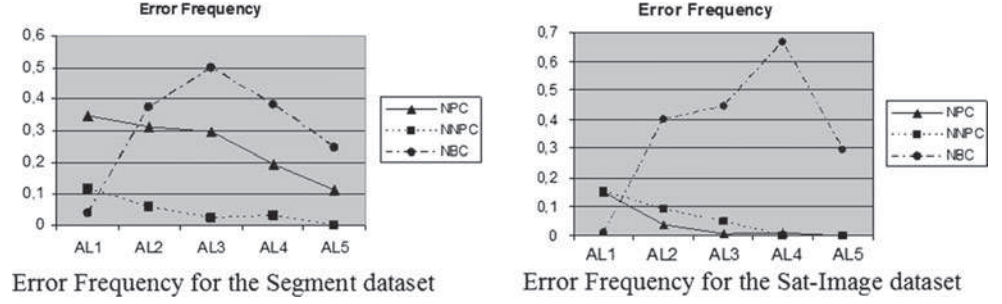 Error Frequency
0,6
0,5
0,4
0,3
0,2
0,1
0
AL1 AL2 AL3 AL4 AL5
NPC
NNPC
NBC
Error Frequency for the Segment dataset
Error Frequency
0,7
0,6
0,5
0,4
0,3
0,2
0,1
0
AL1 AL2 AL3 AL4 AL5
NPC
NNPC
NBC
Error Frequency for the Sat-Image dataset